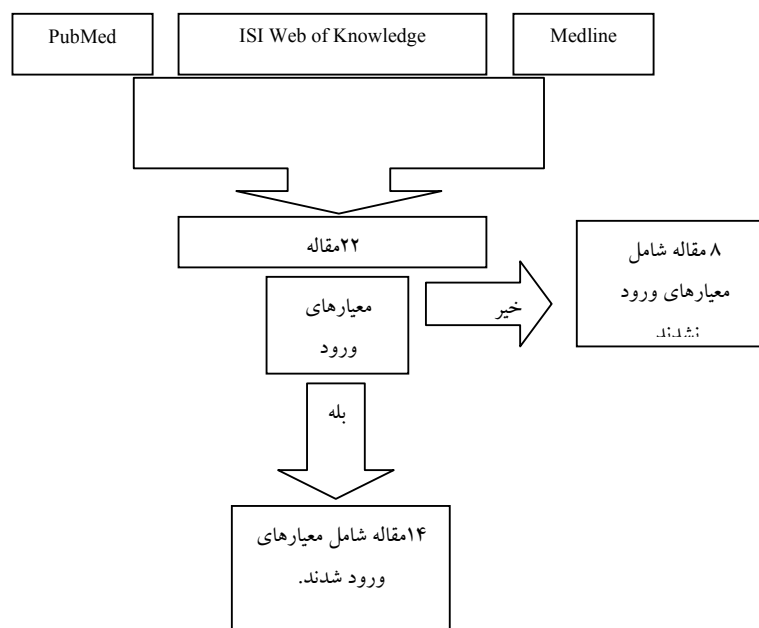 PubMed
ISI Web of Knowledge
Medline
۲۲مقاله
معیارهای
ورود
خیر
۸ مقاله شامل
معیارهای ورود
نشدند
بله
۱۴مقاله شامل معیارهای
ورود شدند.